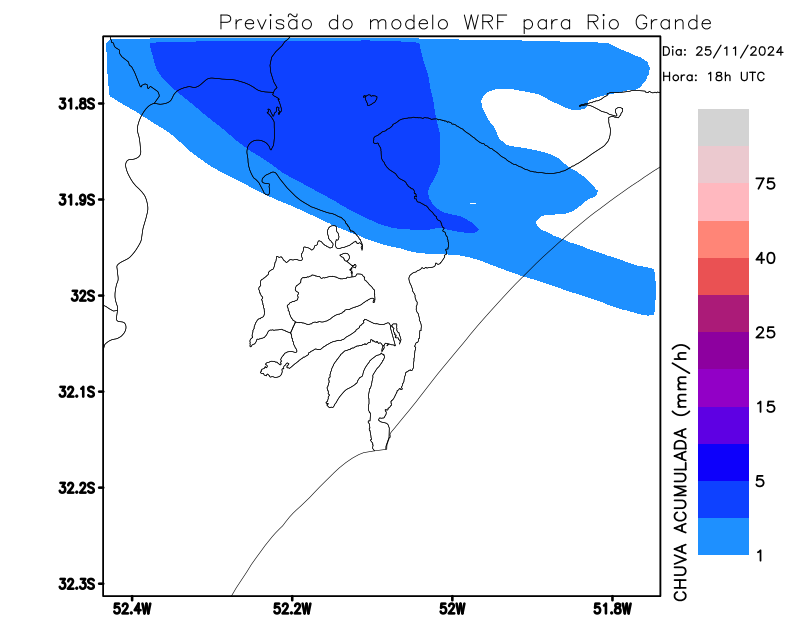 Previsão do modelo WRF para Rio Grande
Dia: 25/11/2024
Hora: 18h UTC
31.8S
31.9S
32S
32.1S
32.2S
32.3S
52.4W
52.2W
52W
51.8W
75
40
25
15
5
1
CHUVA ACUMULADA (mm/h)